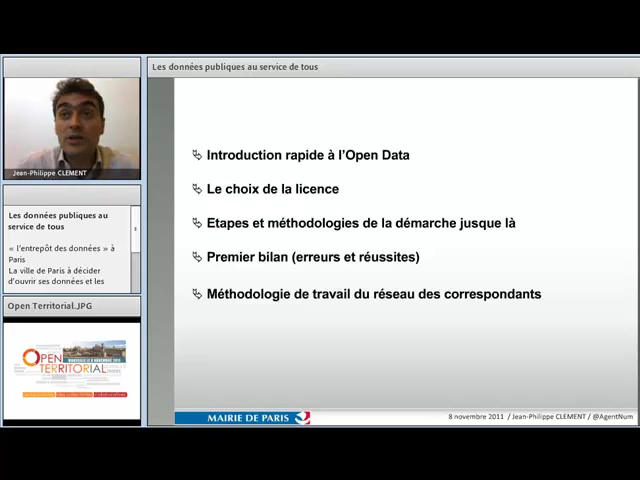 Les données publiques au service de tous
Jean-Philippe CLEMENT
Les données publiques au
service de tous
« l'entrepôt des données » à
Paris
La ville de Paris à décider
d'ouvrir ses données et les
Open Territorial.JPG
OPEN
TERRITORIAL
Introduction rapide à l'Open Data
Le choix de la licence
Etapes et méthodologies de la démarche jusque là
Premier bilan (erreurs et réussites)
Méthodologie de travail du réseau des correspondants
MAIRIE DE PARIS
8 novembre 2011 / Jean-Philippe CLEMENT / @AgentNum